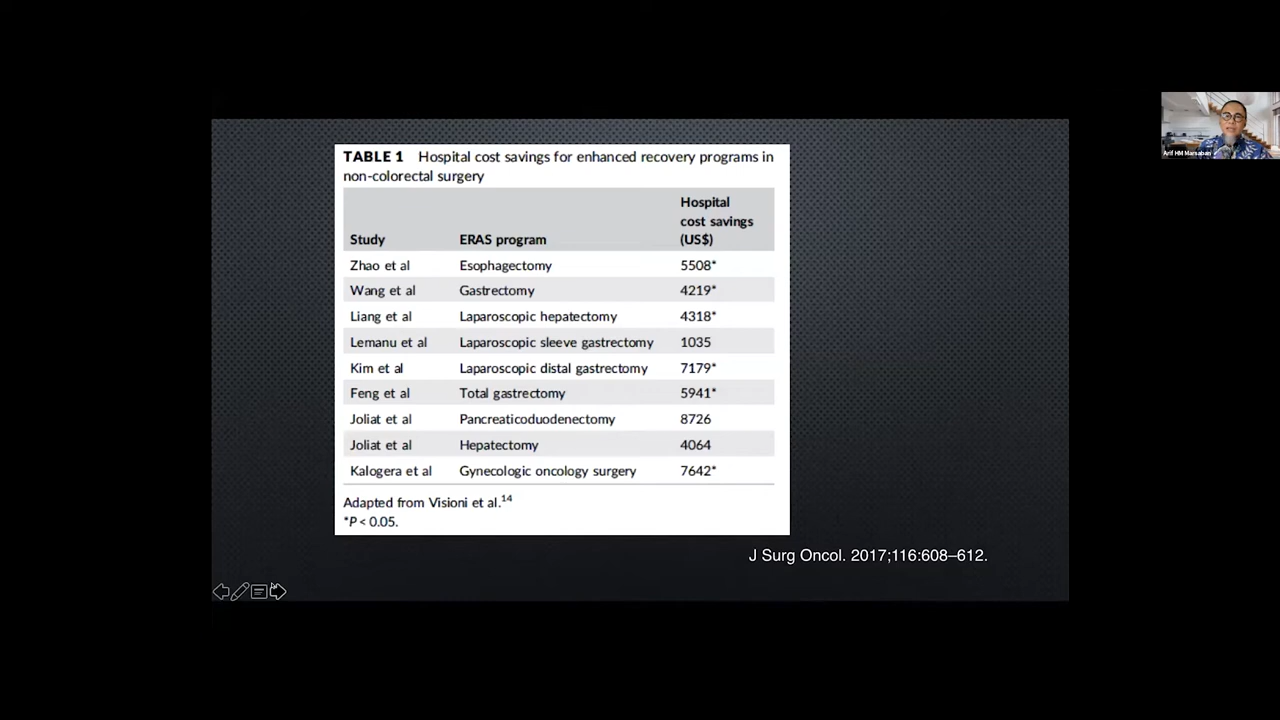 TABLE 1 Hospital cost savings for enhanced recovery programs in
non-colorectal surgery
Study ERAS program Hospital cost savings (US$)
Zhao et al Esophagectomy 5508*
Wang et al Gastrectomy 4219*
Liang et al Laparoscopic hepatectomy 4318*
Lemanu et al Laparoscopic sleeve gastrectomy 1035
Kim et al Laparoscopic distal gastrectomy 7179*
Feng et al Total gastrectomy 5941*
Joliat et al Pancreaticoduodenectomy 8726
Joliat et al Hepatectomy 4064
Kalogera et al Gynecologic oncology surgery 7642*
Adapted from Visioni et al.14
*P < 0.05.
J Surg Oncol. 2017;116:608–612.
Arif HM Marsaban